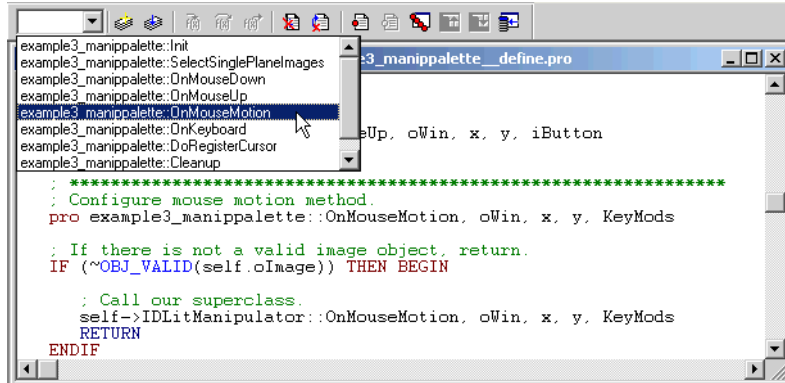 example3_manippalette::Init
example3_manippalette::SelectSinglePlaneImages
example3_manippalette::OnMouseDown
example3_manippalette::OnMouseUp
example3_manippalette::OnMouseMotion
example3_manippalette::OnKeyboard
example3_manippalette::DoRegisterCursor
example3_manippalette::Cleanup
e3_manippalette__define.pro
eUp, oWin, x, y, iButton
; ****************************************************************
; Configure mouse motion method.
pro example3_manippalette::OnMouseMotion, oWin, x, y, KeyMods
; If there is not a valid image object, return.
IF (~OBJ_VALID(self.oImage)) THEN BEGIN
; Call our superclass.
self->IDLitManipulator::OnMouseMotion, oWin, x, y, KeyMods
RETURN
ENDIF